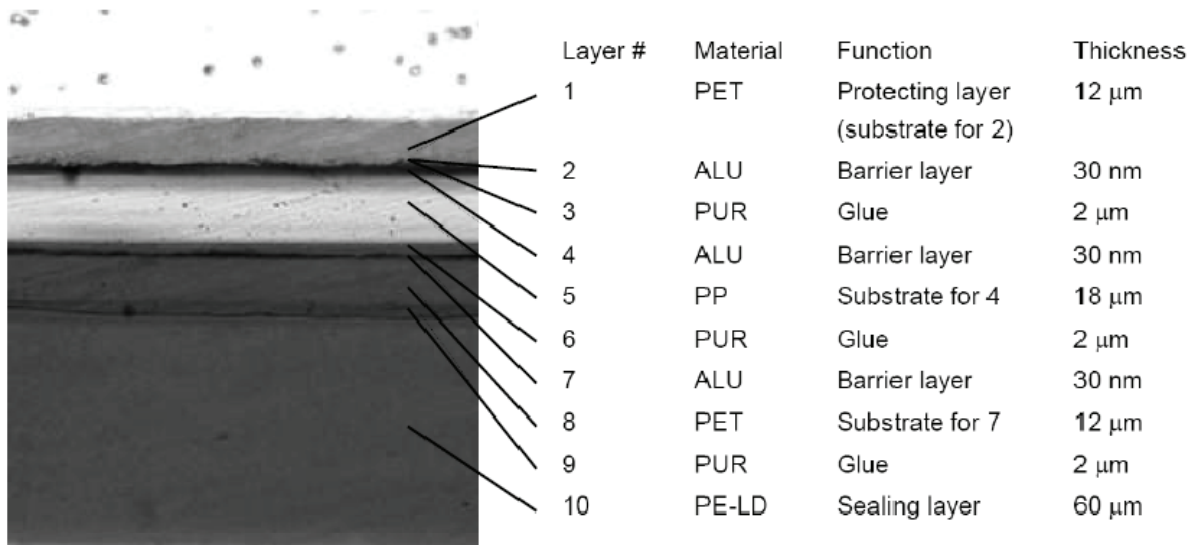 Layer # Material Function Thickness
1 PET Protecting layer 12 μm
(substrate for 2)
2 ALU Barrier layer 30 nm
3 PUR Glue 2 μm
4 ALU Barrier layer 30 nm
5 PP Substrate for 4 18 μm
6 PUR Glue 2 μm
7 ALU Barrier layer 30 nm
8 PET Substrate for 7 12 μm
9 PUR Glue 2 μm
10 PE-LD Sealing layer 60 μm